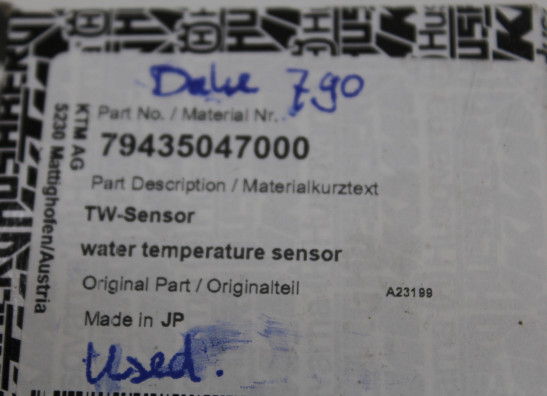 Duke 790
Part No. / Material Nr.
79435047000
Part Description / Materialkurztext
TW-Sensor
water temperature sensor
Original Part / Originalteil
A23199
Made in JP
Used.
KTM AG
5230 Mattighofen/Austria